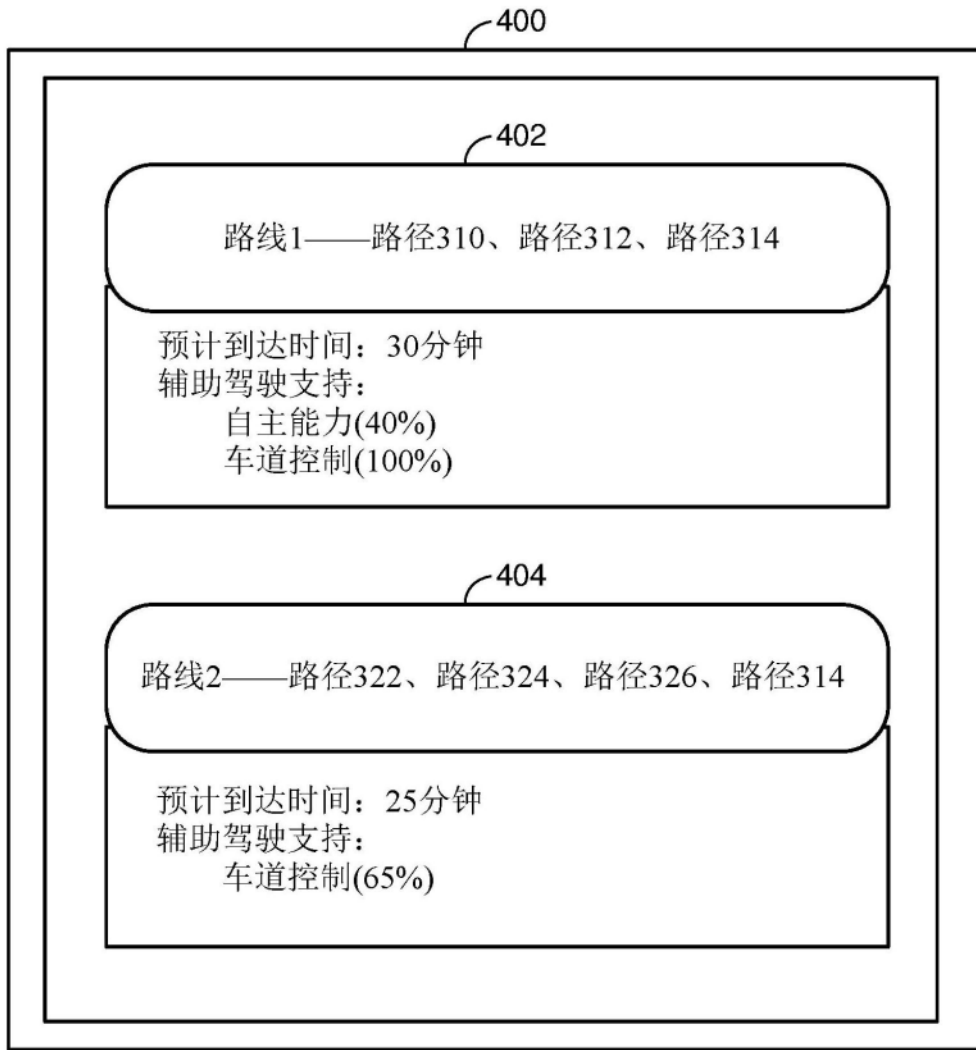 400
402
路线1——路径310、路径312、路径314
预计到达时间：30分钟
辅助驾驶支持：
自主能力(40%)
车道控制(100%)
404
路线2——路径322、路径324、路径326、路径314
预计到达时间：25分钟
辅助驾驶支持：
车道控制(65%)